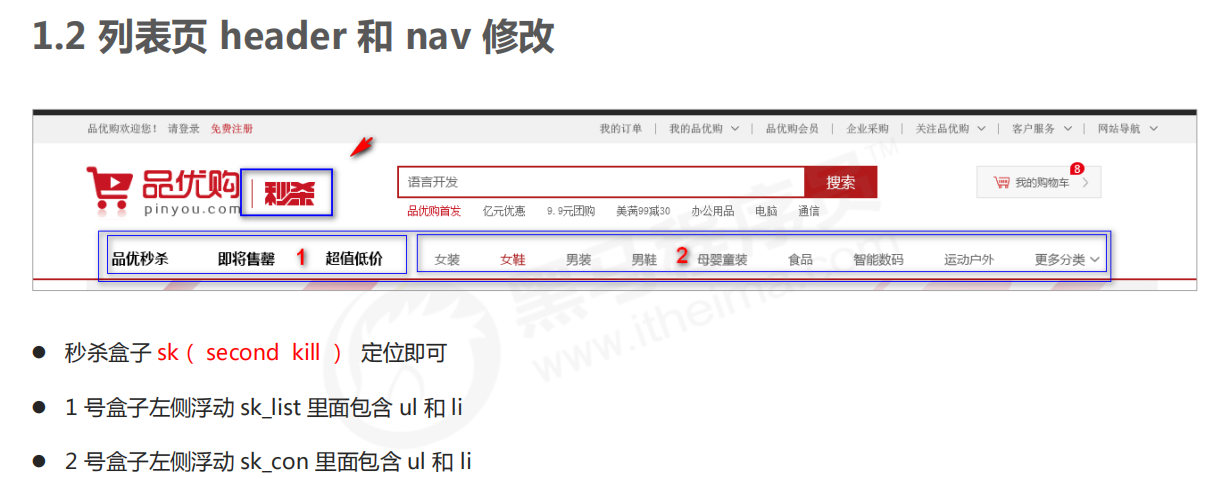 1.2 列表页 header 和 nav 修改
品优购欢迎您! 请登录 免费注册 我的订单 | 我的品优购 | 品优购会员 | 企业采购 | 关注品优购 | 客户服务 | 网站导航
品优购 秒杀 语言开发 搜索 我的购物车 8
pinyou.com 品优购首发 亿元优惠 9.9元团购 美满99减30 办公用品 电脑 通信
品优秒杀 即将售罄 1 超值低价 女装 女鞋 男装 男鞋 2 母婴童装 食品 智能数码 运动户外 更多分类
秒杀盒子 sk（ second kill ） 定位即可
1 号盒子左侧浮动 sk_list 里面包含 ul 和 li
2 号盒子左侧浮动 sk_con 里面包含 ul 和 li
黑马程序员™
www.itheima.com